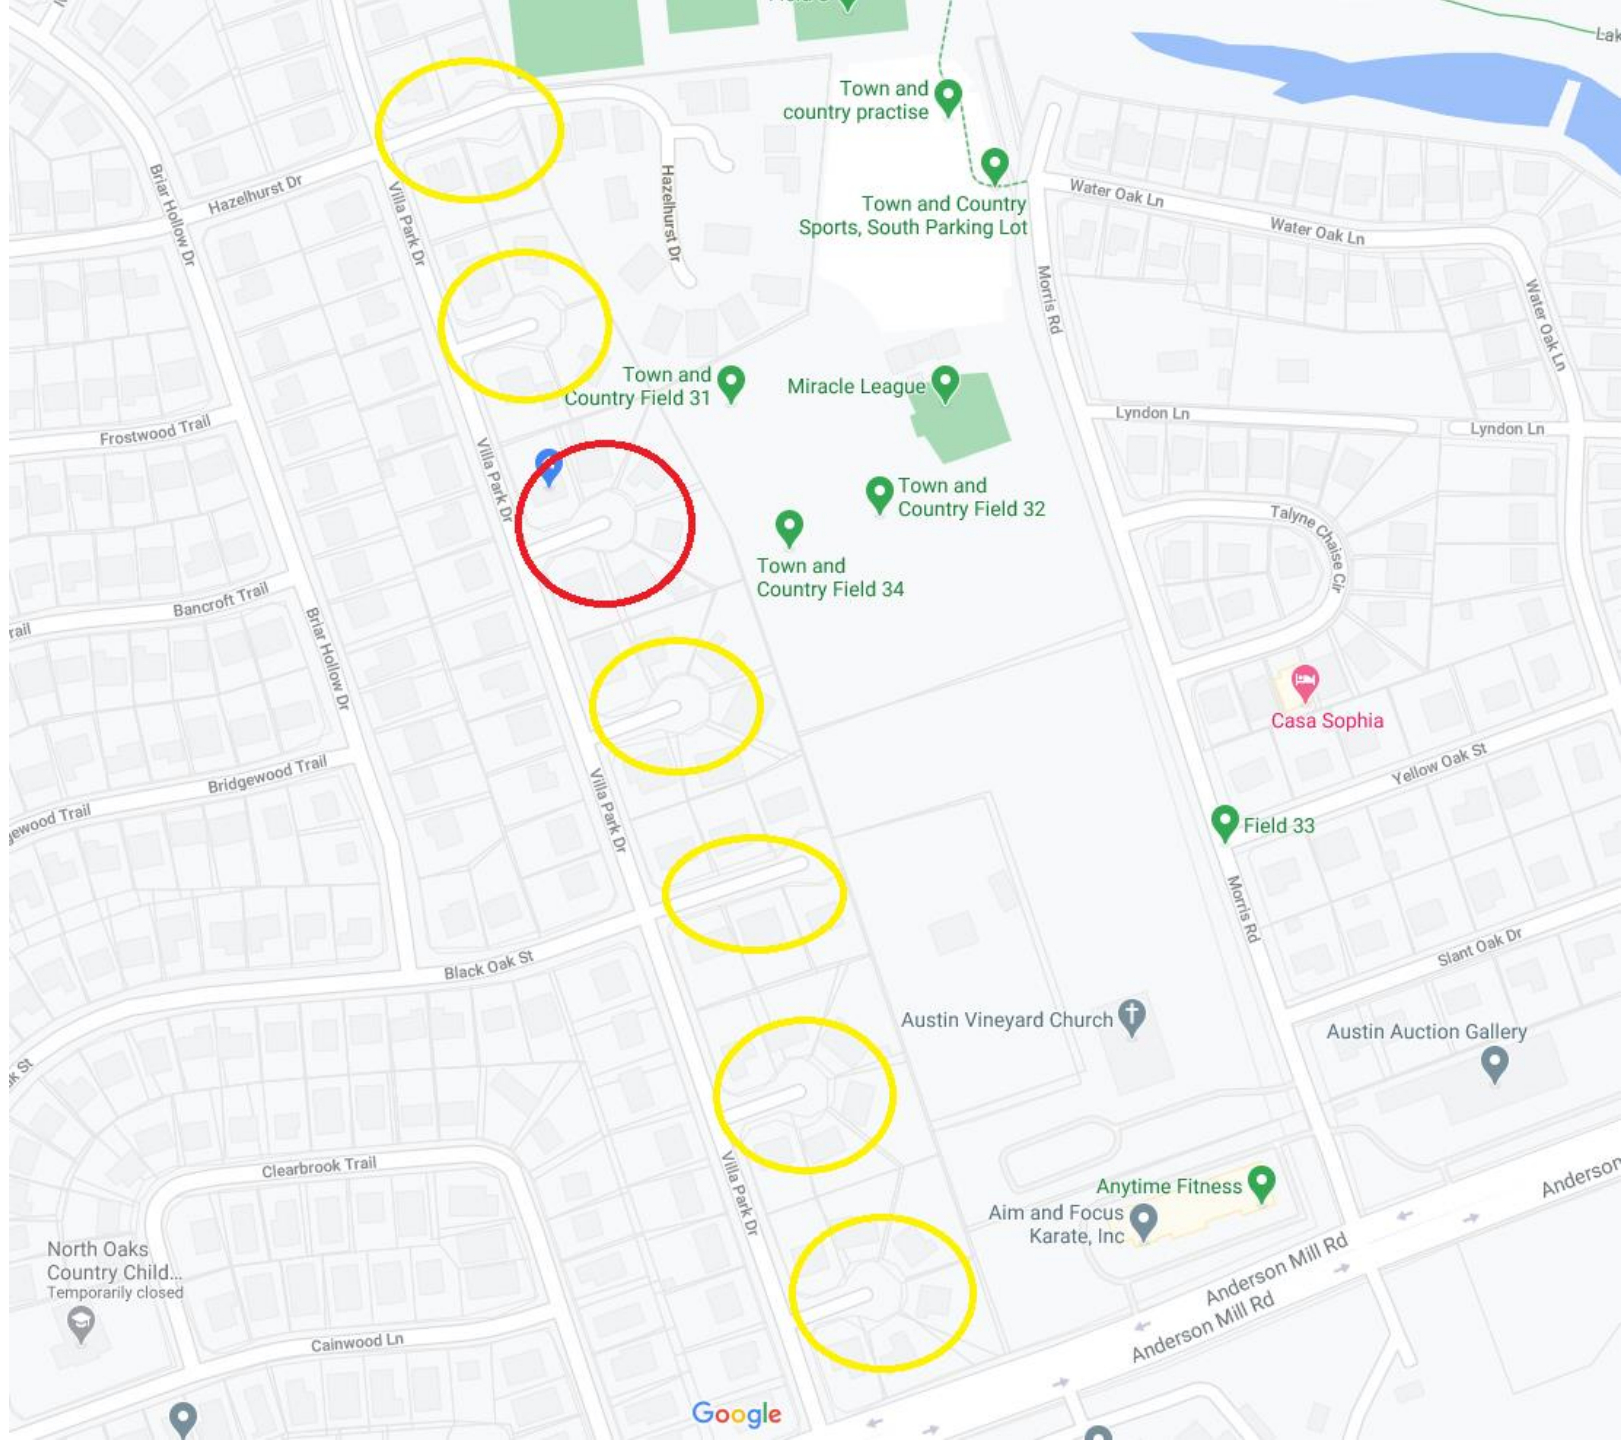 Lak
Town and
country practise
Hazelhurst Dr
Briar Hollow Dr
Villa Park Dr
Hazelhurst Dr
Water Oak Ln
Town and Country
Sports, South Parking Lot
Water Oak Ln
Morris Rd
Water Oak Ln
Town and
Country Field 31
Miracle League
Lyndon Ln
Lyndon Ln
Frostwood Trail
Villa Park Dr
Town and
Country Field 32
Talyne Chaise Cir
Town and
Country Field 34
Bancroft Trail
rail
Briar Hollow Dr
Casa Sophia
Bridgewood Trail
Yellow Oak St
gewood Trail
Villa Park Dr
Field 33
Morris Rd
Slant Oak Dr
Black Oak St
Austin Vineyard Church
Austin Auction Gallery
k St
Clearbrook Trail
Villa Park Dr
Anytime Fitness
Anderson
Aim and Focus
Karate, Inc
North Oaks
Country Child...
Temporarily closed
Anderson Mill Rd
Anderson Mill Rd
Cainwood Ln
Google